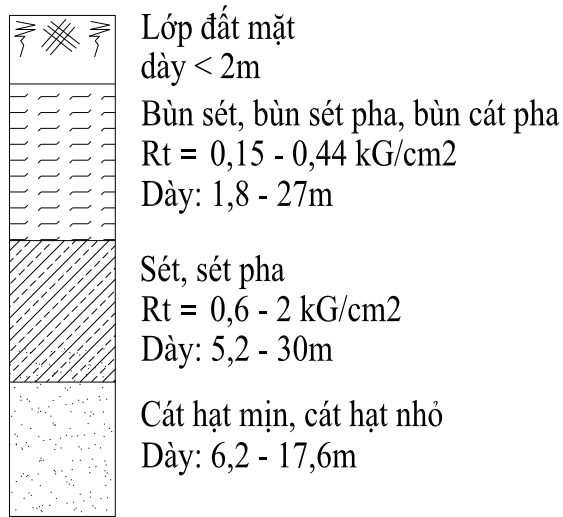 Lớp đất mặt
dày < 2m
Bùn sét, bùn sét pha, bùn cát pha
Rt = 0,15 - 0,44 kG/cm2
Dày: 1,8 - 27m
Sét, sét pha
Rt = 0,6 - 2 kG/cm2
Dày: 5,2 - 30m
Cát hạt mịn, cát hạt nhỏ
Dày: 6,2 - 17,6m